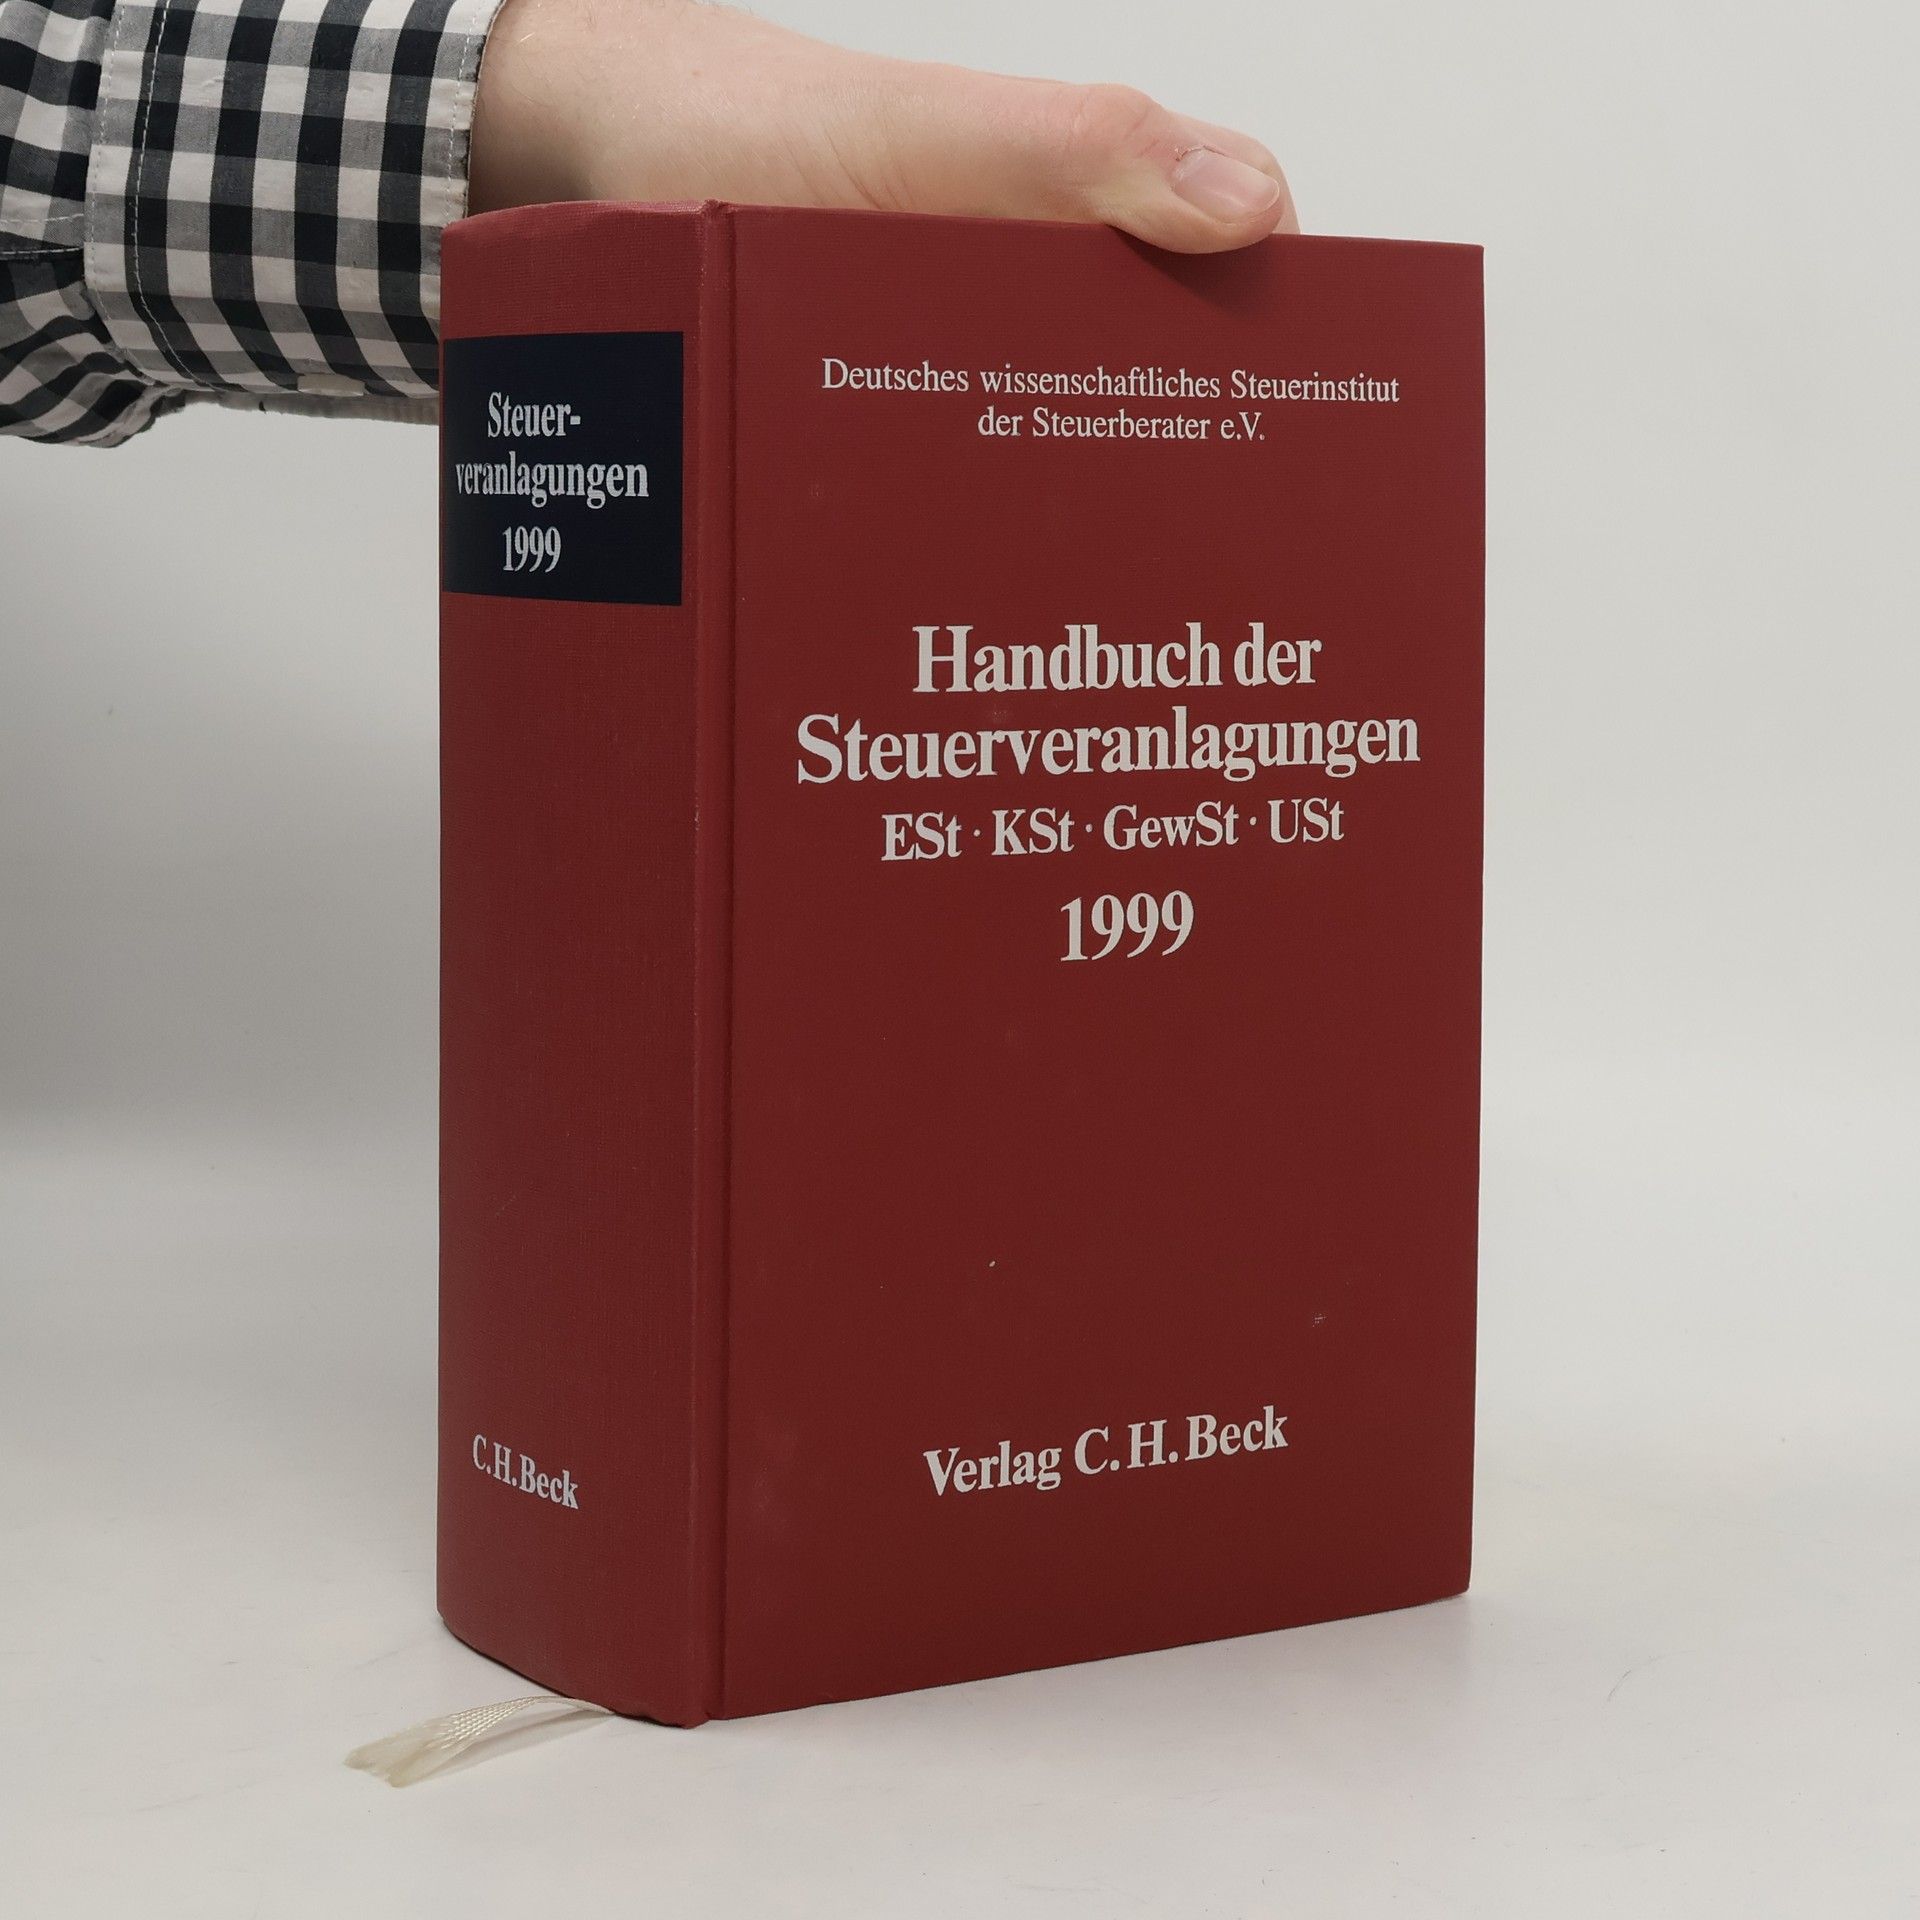 Steuer-
veranlagungen
1999
C.H.Beck
Deutsches wissenschaftliches Steuerinstitut
der Steuerberater e.V.
Handbuch der
Steuerveranlagungen
ESt · KSt · GewSt · USt
1999
Verlag C.H.Beck